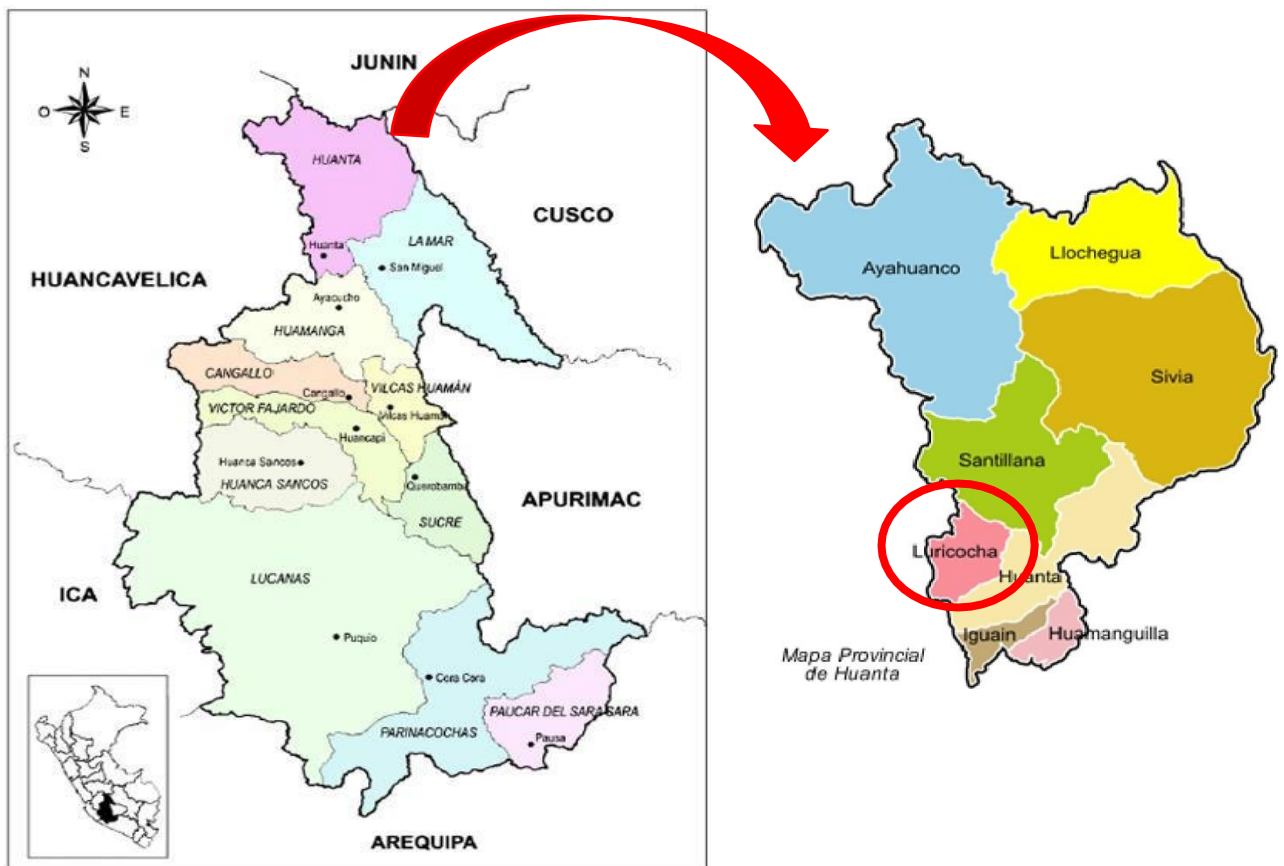 JUNIN
N
O
E
S
HUANTA
CUSCO
LA MAR
Huanta
San Miguel
HUANCAVELICA
Ayacucho
HUAMANGA
CANGALLO
VILCAS HUAMÁN
Cangallo
VICTOR FAJARDO
Vilcas Huamán
Huancapi
Huanca Sancos
HUANCA SANCOS
Querobamba
APURIMAC
SUCRE
LUCANAS
ICA
Puquio
Cora Cora
PAUCAR DEL SARA SARA
PARINACOCHAS
Pausa
AREQUIPA
Ayahuanco
Llochegua
Sivia
Santillana
Luricocha
Huanta
Iguain
Huamanguilla
Mapa Provincial
de Huanta